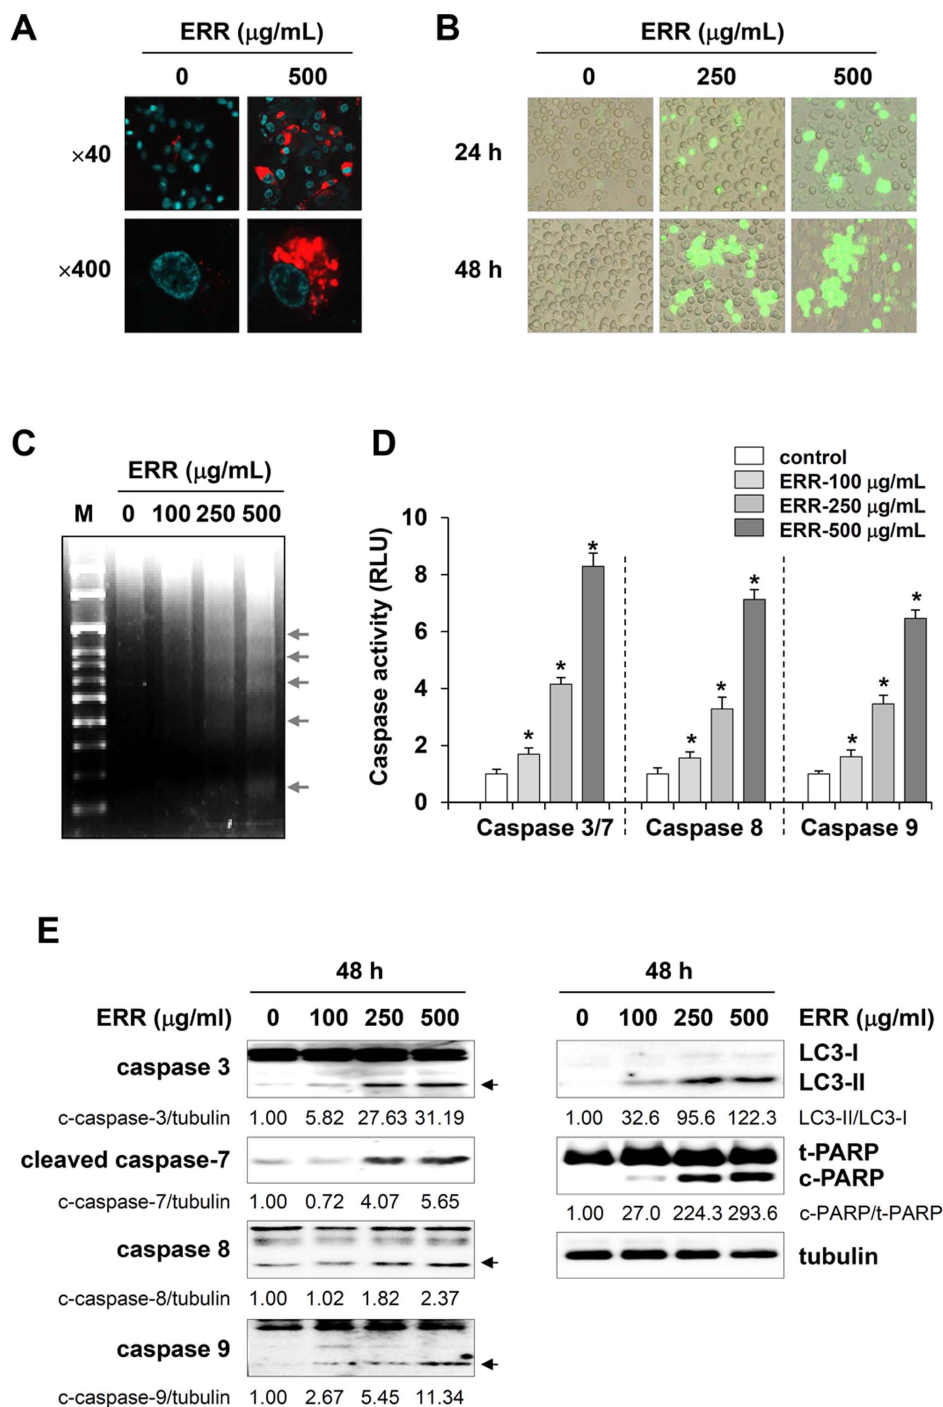 A
ERR (μg/mL)
0 500
×40
×400
B
ERR (μg/mL)
0 250 500
24 h
48 h
C
ERR (μg/mL)
M 0 100 250 500
D
control
ERR-100 μg/mL
ERR-250 μg/mL
ERR-500 μg/mL
Caspase activity (RLU)
10
8
6
4
2
0
* * *
* * *
* * *
Caspase 3/7 Caspase 8 Caspase 9
E
48 h
ERR (μg/ml) 0 100 250 500
caspase 3
c-caspase-3/tubulin 1.00 5.82 27.63 31.19
cleaved caspase-7
c-caspase-7/tubulin 1.00 0.72 4.07 5.65
caspase 8
c-caspase-8/tubulin 1.00 1.02 1.82 2.37
caspase 9
c-caspase-9/tubulin 1.00 2.67 5.45 11.34
48 h
0 100 250 500 ERR (μg/ml)
LC3-I
LC3-II
1.00 32.6 95.6 122.3 LC3-II/LC3-I
t-PARP
c-PARP
1.00 27.0 224.3 293.6 c-PARP/t-PARP
tubulin